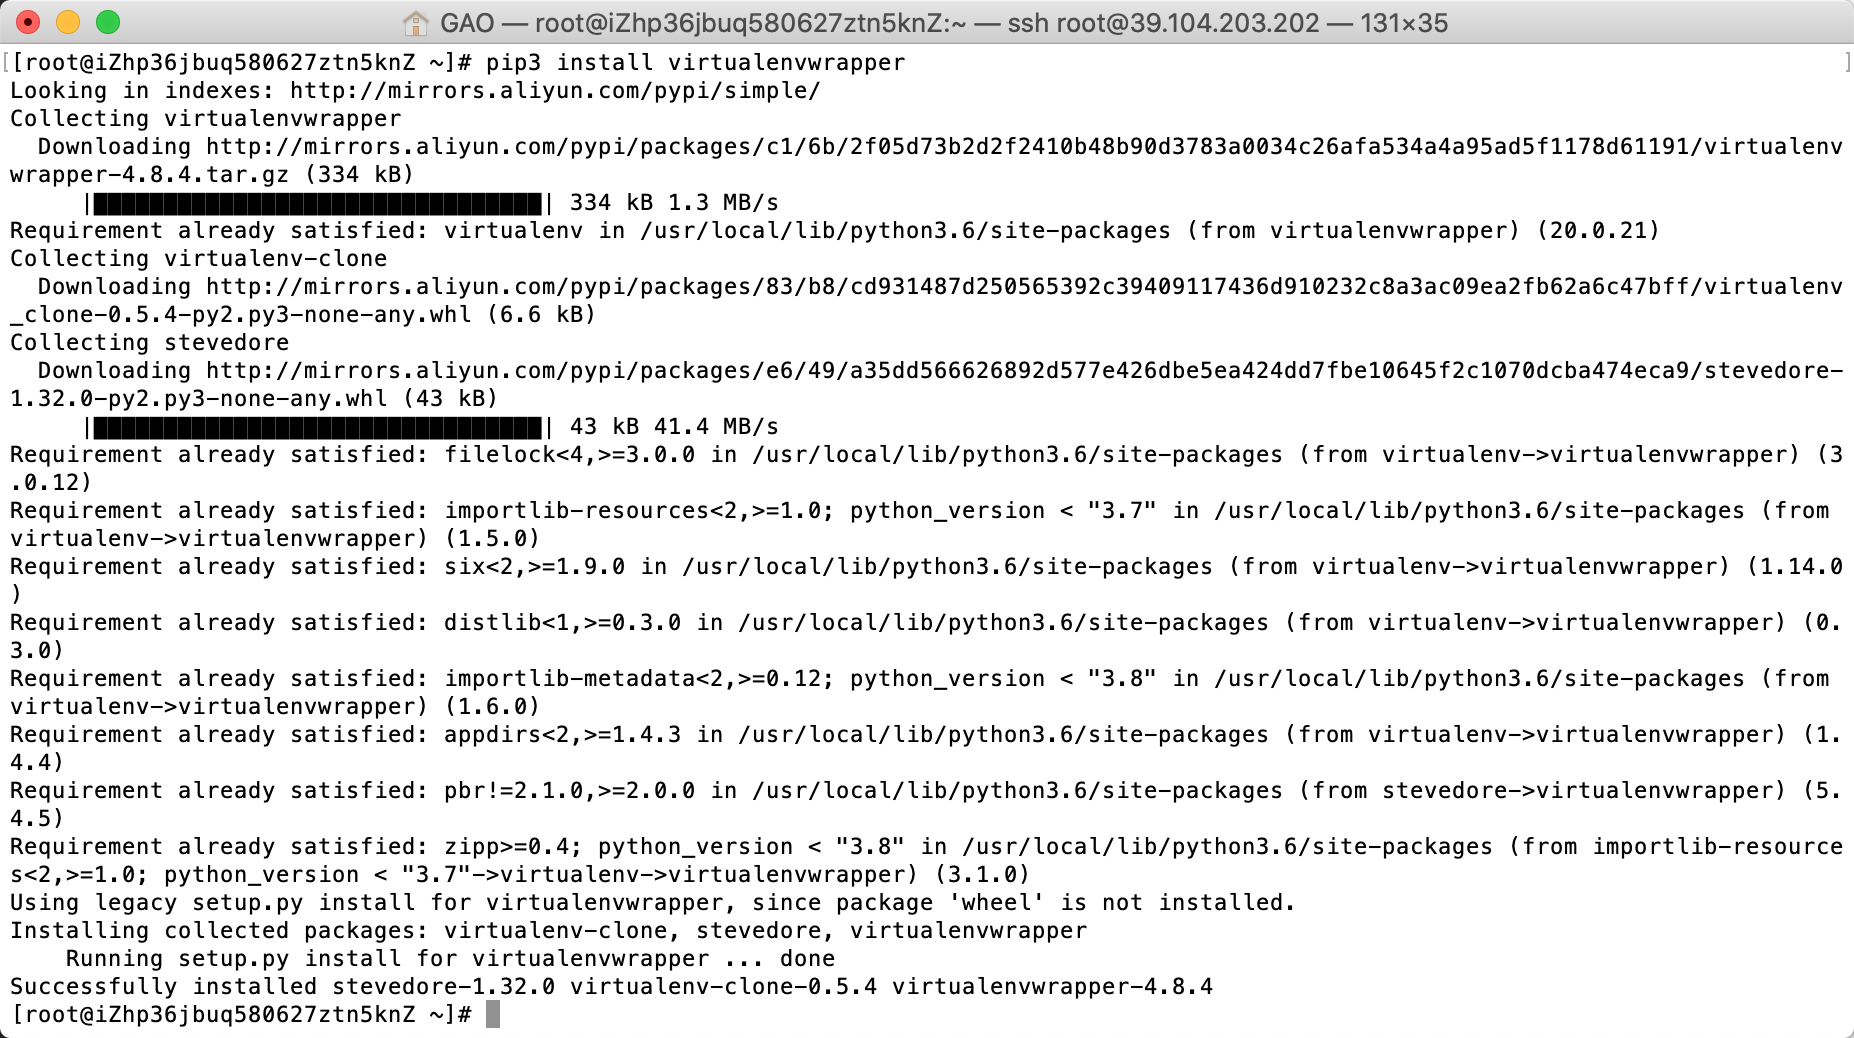 GAO — root@iZhp36jbuq580627ztn5knZ:~ — ssh root@39.104.203.202 — 131×35
[[root@iZhp36jbuq580627ztn5knZ ~]# pip3 install virtualenvwrapper ]
Looking in indexes: http://mirrors.aliyun.com/pypi/simple/
Collecting virtualenvwrapper
  Downloading http://mirrors.aliyun.com/pypi/packages/c1/6b/2f05d73b2d2f2410b48b90d3783a0034c26afa534a4a95ad5f1178d61191/virtualenv
wrapper-4.8.4.tar.gz (334 kB)
     |████████████████████████████████| 334 kB 1.3 MB/s
Requirement already satisfied: virtualenv in /usr/local/lib/python3.6/site-packages (from virtualenvwrapper) (20.0.21)
Collecting virtualenv-clone
  Downloading http://mirrors.aliyun.com/pypi/packages/83/b8/cd931487d250565392c39409117436d910232c8a3ac09ea2fb62a6c47bff/virtualenv
_clone-0.5.4-py2.py3-none-any.whl (6.6 kB)
Collecting stevedore
  Downloading http://mirrors.aliyun.com/pypi/packages/e6/49/a35dd566626892d577e426dbe5ea424dd7fbe10645f2c1070dcba474eca9/stevedore-
1.32.0-py2.py3-none-any.whl (43 kB)
     |████████████████████████████████| 43 kB 41.4 MB/s
Requirement already satisfied: filelock<4,>=3.0.0 in /usr/local/lib/python3.6/site-packages (from virtualenv->virtualenvwrapper) (3
.0.12)
Requirement already satisfied: importlib-resources<2,>=1.0; python_version < "3.7" in /usr/local/lib/python3.6/site-packages (from
virtualenv->virtualenvwrapper) (1.5.0)
Requirement already satisfied: six<2,>=1.9.0 in /usr/local/lib/python3.6/site-packages (from virtualenv->virtualenvwrapper) (1.14.0
)
Requirement already satisfied: distlib<1,>=0.3.0 in /usr/local/lib/python3.6/site-packages (from virtualenv->virtualenvwrapper) (0.
3.0)
Requirement already satisfied: importlib-metadata<2,>=0.12; python_version < "3.8" in /usr/local/lib/python3.6/site-packages (from
virtualenv->virtualenvwrapper) (1.6.0)
Requirement already satisfied: appdirs<2,>=1.4.3 in /usr/local/lib/python3.6/site-packages (from virtualenv->virtualenvwrapper) (1.
4.4)
Requirement already satisfied: pbr!=2.1.0,>=2.0.0 in /usr/local/lib/python3.6/site-packages (from stevedore->virtualenvwrapper) (5.
4.5)
Requirement already satisfied: zipp>=0.4; python_version < "3.8" in /usr/local/lib/python3.6/site-packages (from importlib-resource
s<2,>=1.0; python_version < "3.7"->virtualenv->virtualenvwrapper) (3.1.0)
Using legacy setup.py install for virtualenvwrapper, since package 'wheel' is not installed.
Installing collected packages: virtualenv-clone, stevedore, virtualenvwrapper
    Running setup.py install for virtualenvwrapper ... done
Successfully installed stevedore-1.32.0 virtualenv-clone-0.5.4 virtualenvwrapper-4.8.4
[root@iZhp36jbuq580627ztn5knZ ~]#